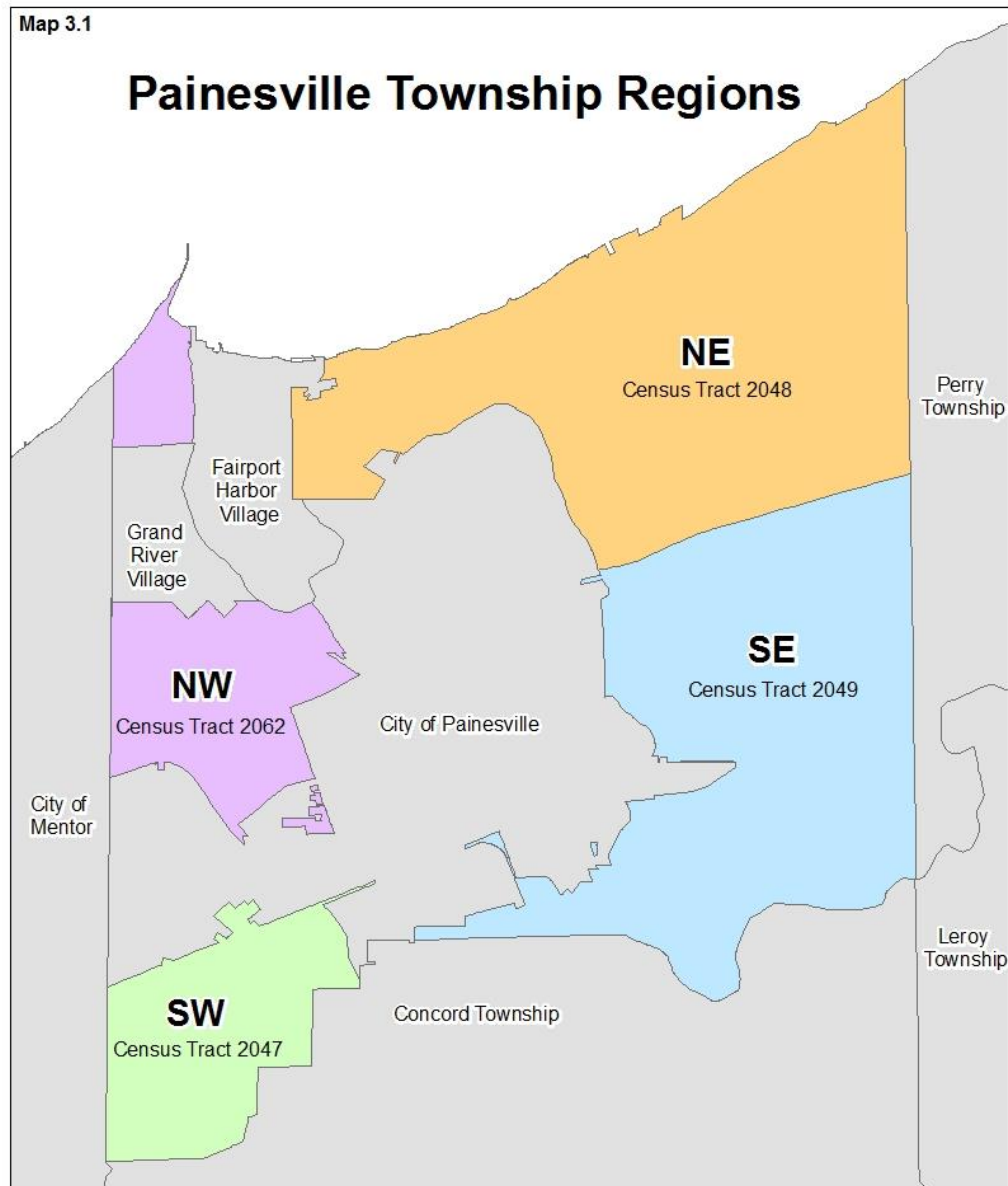 Map 3.1
Painesville Township Regions
NE
Census Tract 2048
Perry
Township
Fairport
Harbor
Village
Grand
River
Village
SE
Census Tract 2049
NW
Census Tract 2062
City of Painesville
City of
Mentor
Leroy
Township
SW
Census Tract 2047
Concord Township